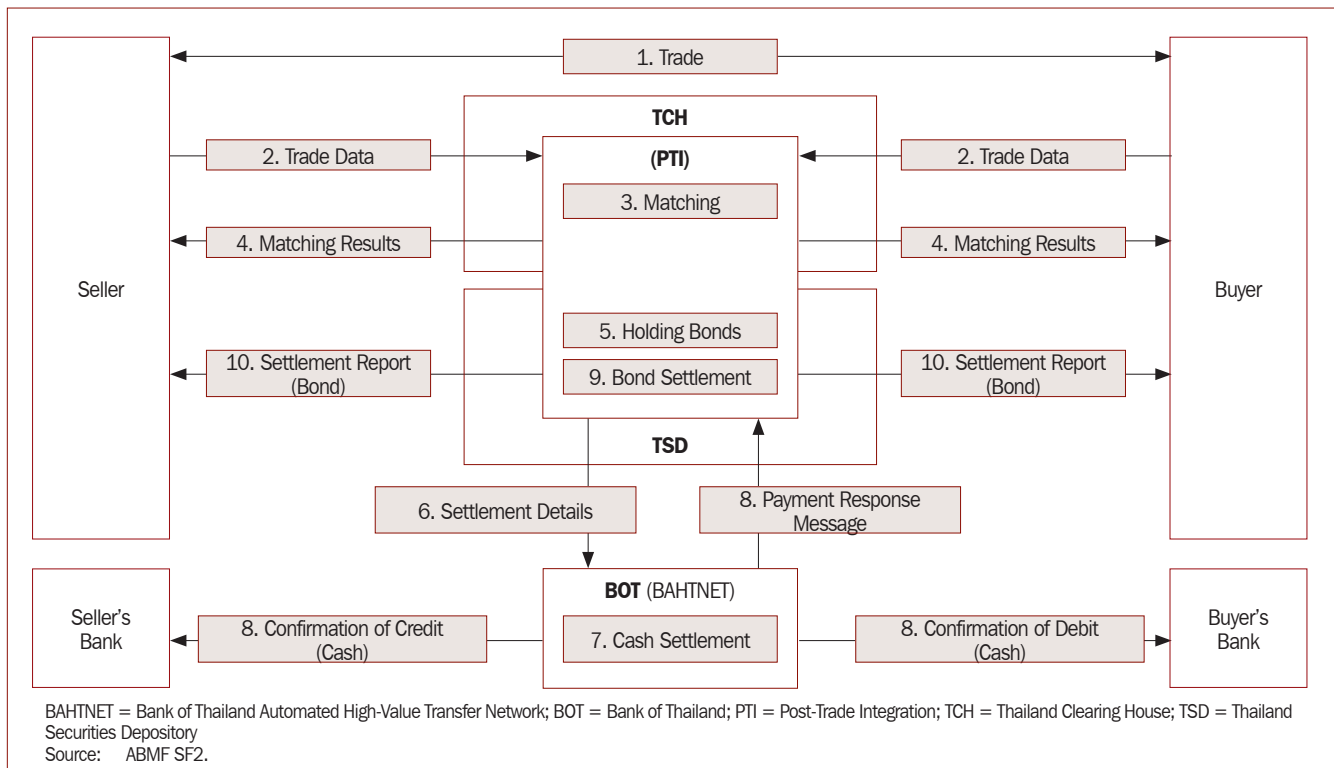 1. Trade
TCH
(PTI)
2. Trade Data
2. Trade Data
3. Matching
4. Matching Results
4. Matching Results
Seller
Buyer
5. Holding Bonds
10. Settlement Report
(Bond)
9. Bond Settlement
10. Settlement Report
(Bond)
TSD
6. Settlement Details
8. Payment Response
Message
BOT (BAHTNET)
Seller's
Bank
8. Confirmation of Credit
(Cash)
7. Cash Settlement
8. Confirmation of Debit
(Cash)
Buyer's
Bank
BAHTNET = Bank of Thailand Automated High-Value Transfer Network; BOT = Bank of Thailand; PTI = Post-Trade Integration; TCH = Thailand Clearing House; TSD = Thailand
Securities Depository
Source: ABMF SF2.